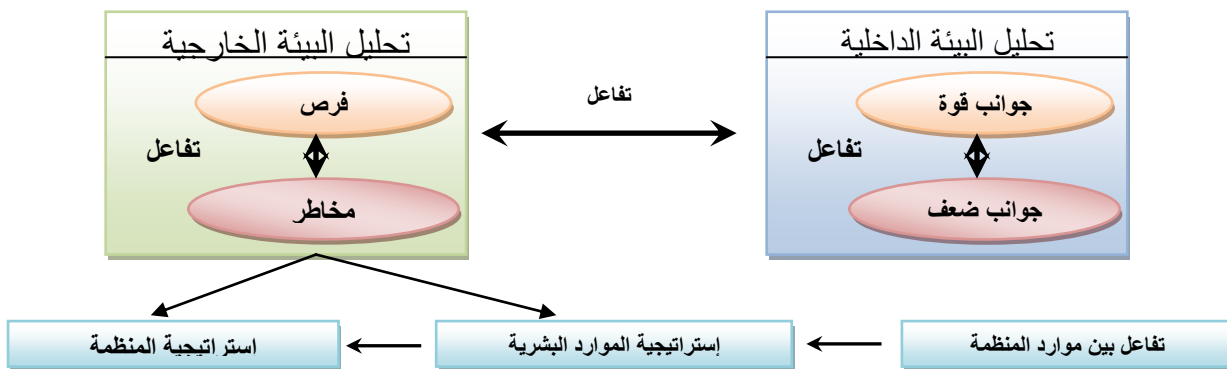 تحليل البيئة الداخلية
جوانب قوة
تفاعل
جوانب ضعف
تفاعل
تحليل البيئة الخارجية
فرص
تفاعل
مخاطر
تفاعل بين موارد المنظمة
إستراتيجية الموارد البشرية
استراتيجية المنظمة